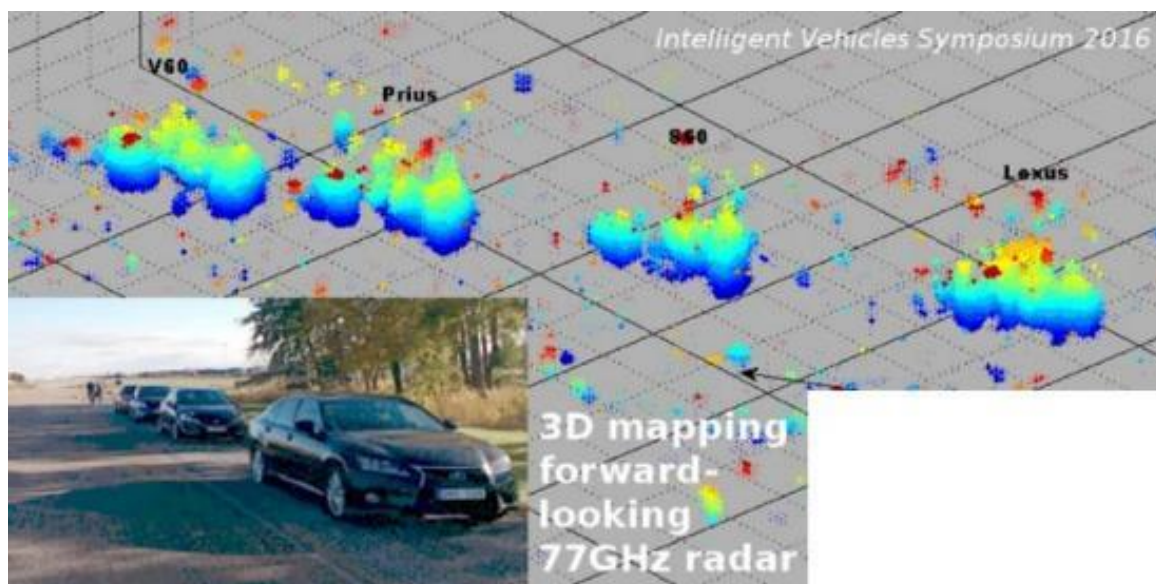 Intelligent Vehicles Symposium 2016
V60
Prius
S60
Lexus
3D mapping
forward-
looking
77GHz radar